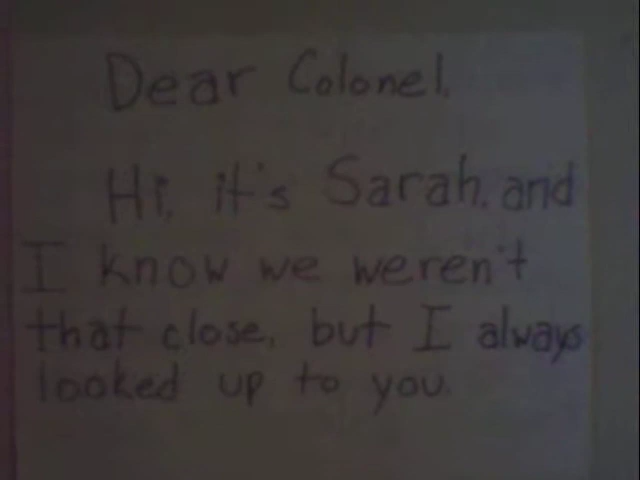 Dear Colonel,
Hi, it's Sarah, and
I know we weren't
that close, but I always
looked up to you.